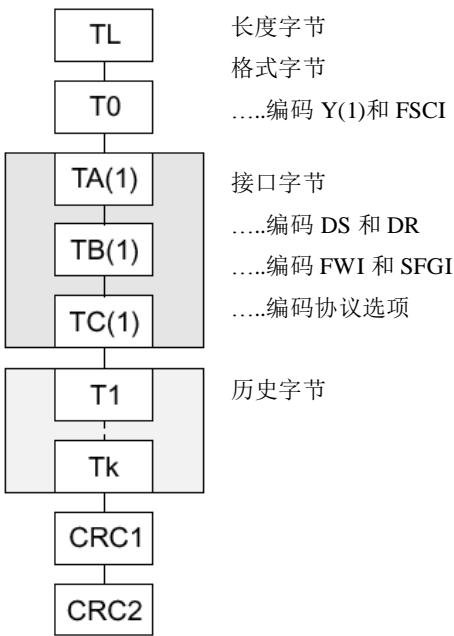 TL 长度字节
格式字节
T0 …..编码 Y(1)和 FSCI
TA(1) 接口字节
…..编码 DS 和 DR
TB(1) …..编码 FWI 和 SFGI
TC(1) …..编码协议选项
T1 历史字节
Tk
CRC1
CRC2